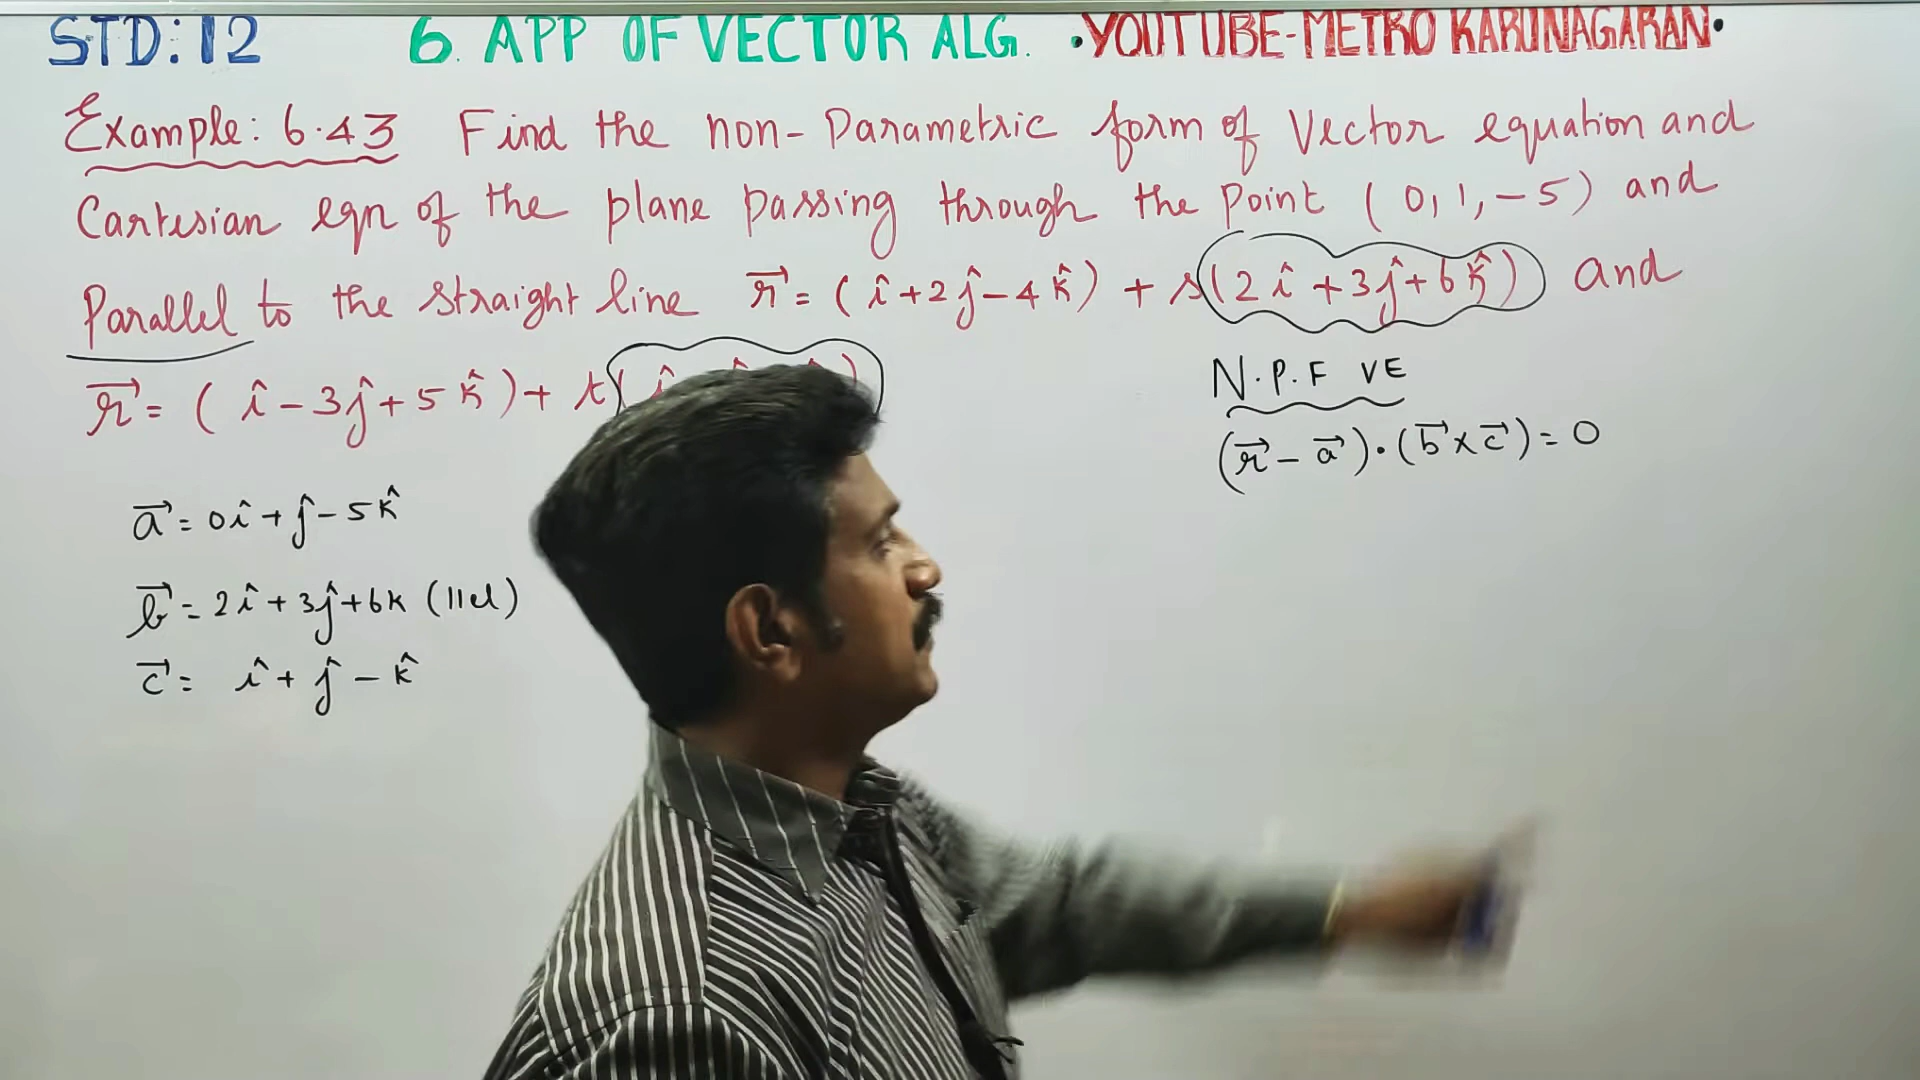 STD: 12 6. APP OF VECTOR ALG. •YOUTUBE-METRO KARUNAGARAN•
Example: 6.43 Find the non-Parametric form of Vector equation and
Cartesian eqn of the plane passing through the Point (0,1,-5) and
Parallel to the straight line r⃗ = (î+2ĵ-4k̂) + s(2î+3ĵ+6k̂) and
r⃗ = (î-3ĵ+5k̂)+ t(
N.P.F VE
(r⃗-a⃗)·(b⃗×c⃗)=0
a⃗ = 0î+ĵ-5k̂
b⃗ = 2î+3ĵ+6k (llel)
c⃗ = î+ĵ-k̂